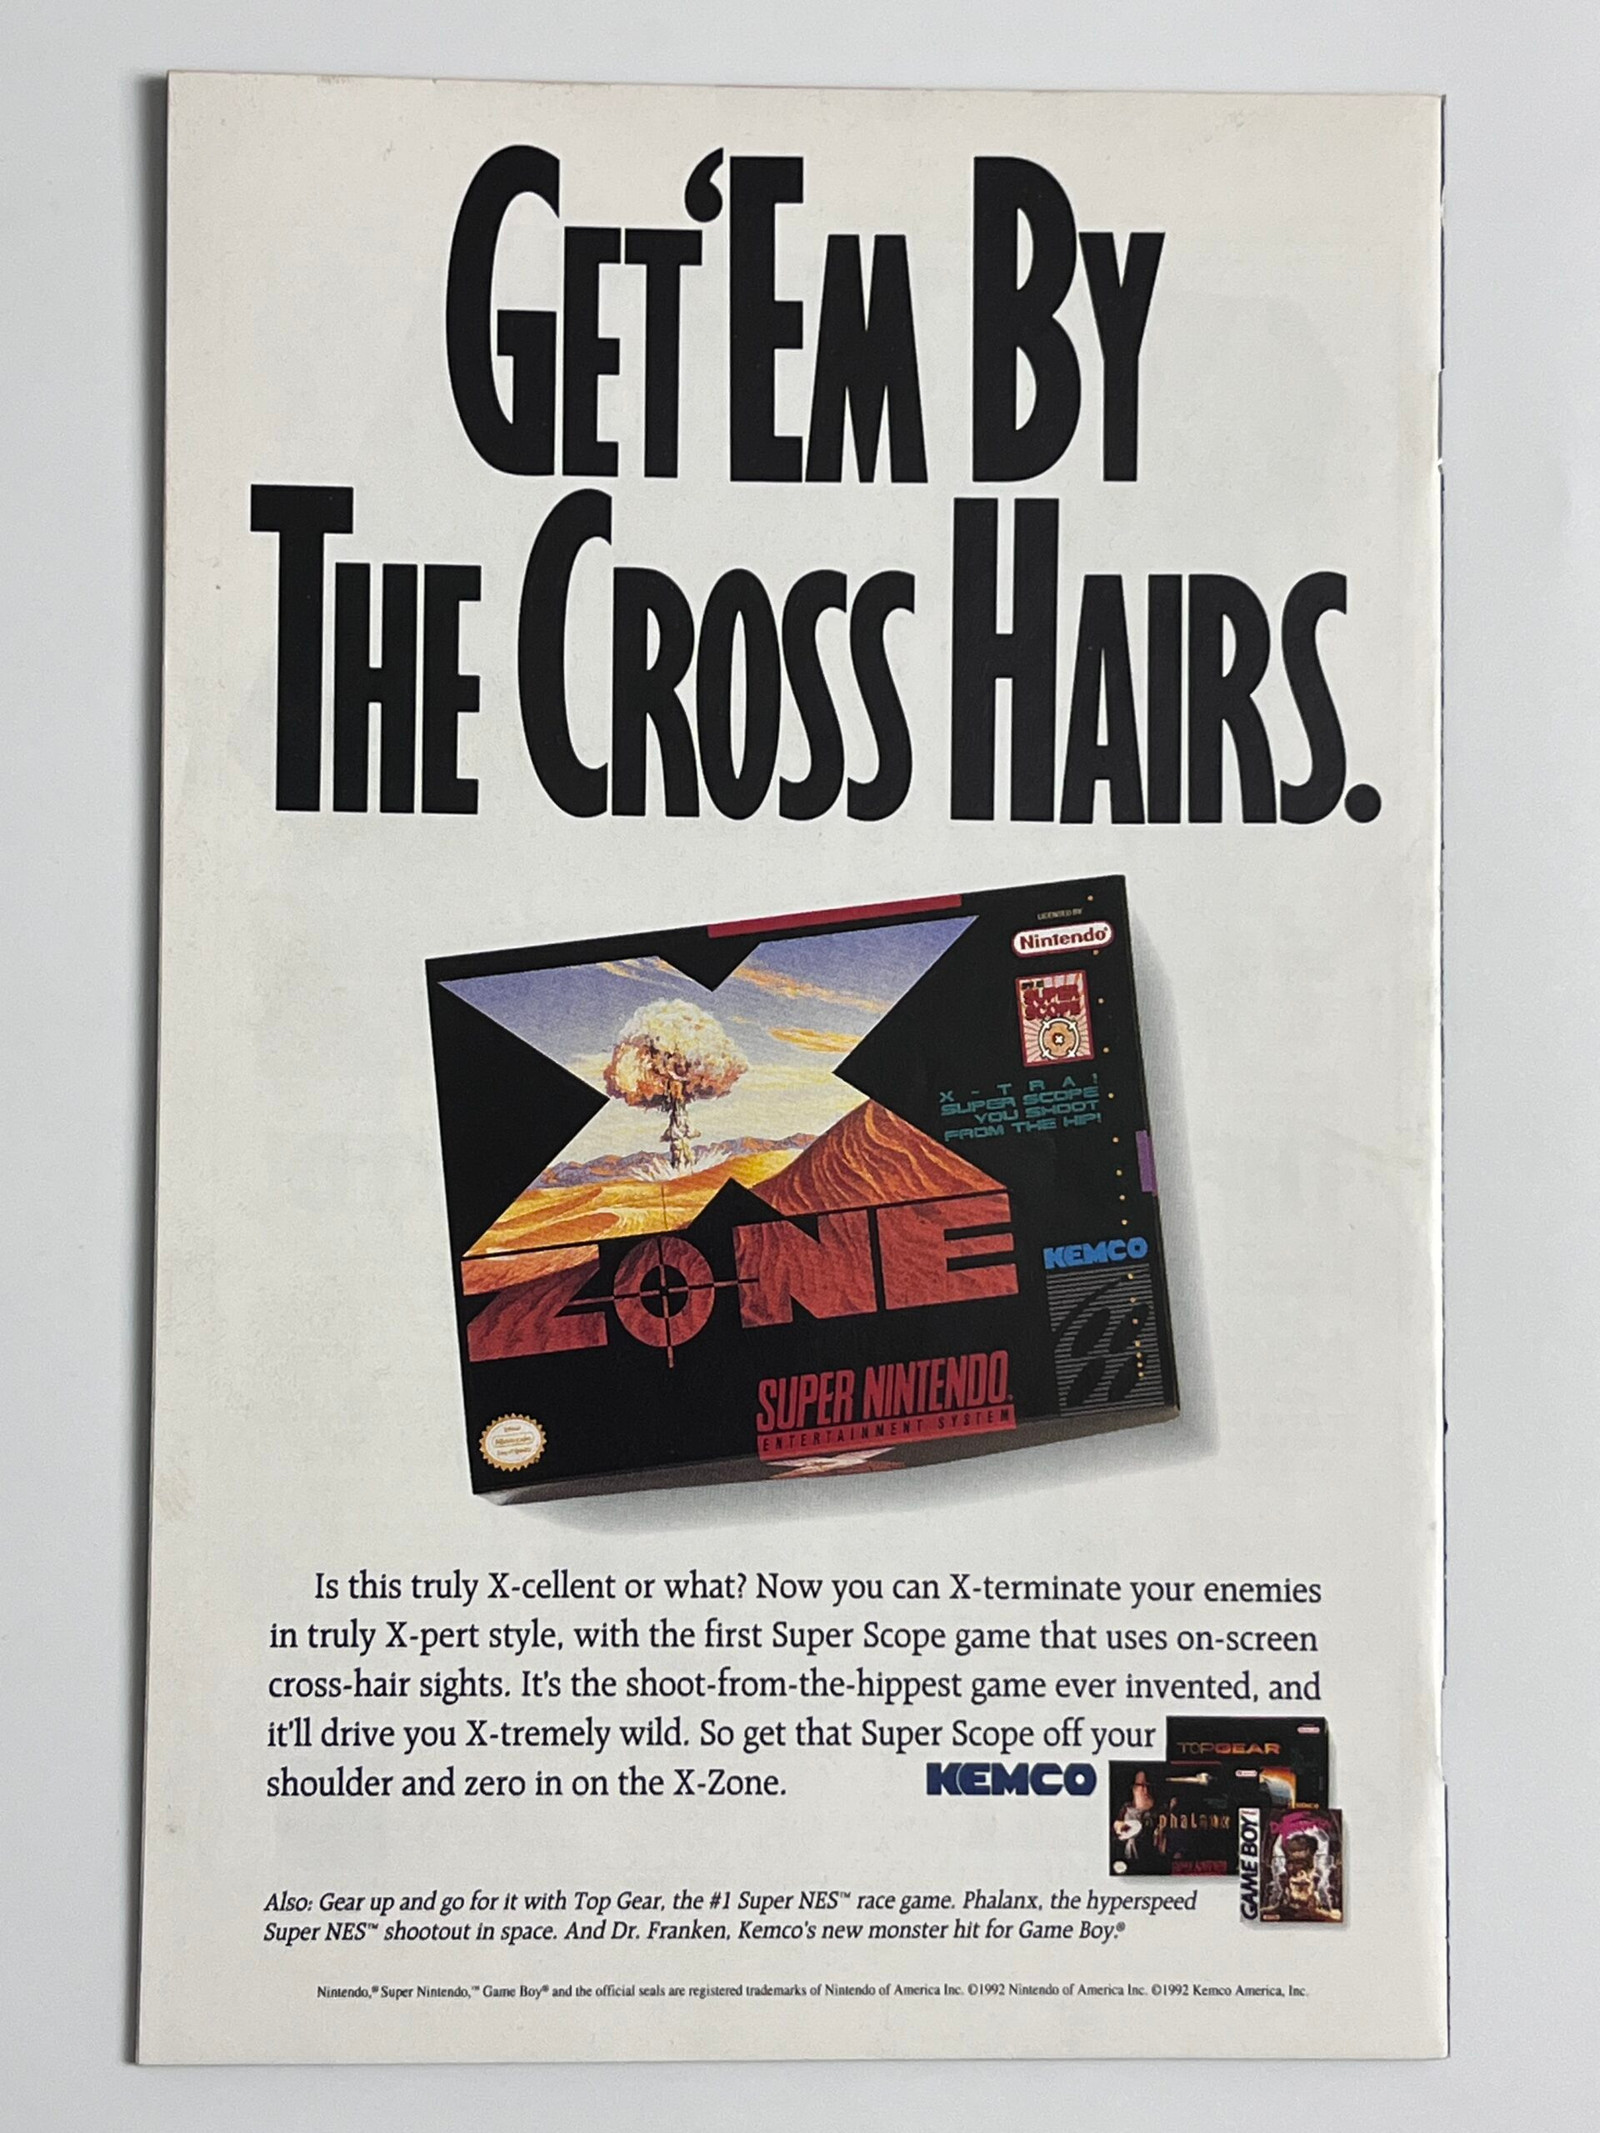 GET ‘EM BY
THE CROSS HAIRS.
LICENSED BY
Nintendo®
SUPER
SCOPE
X-TRA!
SUPER SCOPE
YOU SHOOT
FROM THE HIP!
X
ZONE
KEMCO
SUPER NINTENDO.
ENTERTAINMENT SYSTEM
Is this truly X-cellent or what? Now you can X-terminate your enemies
in truly X-pert style, with the first Super Scope game that uses on-screen
cross-hair sights. It's the shoot-from-the-hippest game ever invented, and
it'll drive you X-tremely wild. So get that Super Scope off your
shoulder and zero in on the X-Zone.
KEMCO
TOP GEAR
phalanx
GAME BOY
Also: Gear up and go for it with Top Gear, the #1 Super NES™ race game. Phalanx, the hyperspeed
Super NES™ shootout in space. And Dr. Franken, Kemco's new monster hit for Game Boy.®
Nintendo,® Super Nintendo,™ Game Boy® and the official seals are registered trademarks of Nintendo of America Inc. ©1992 Nintendo of America Inc. ©1992 Kemco America, Inc.